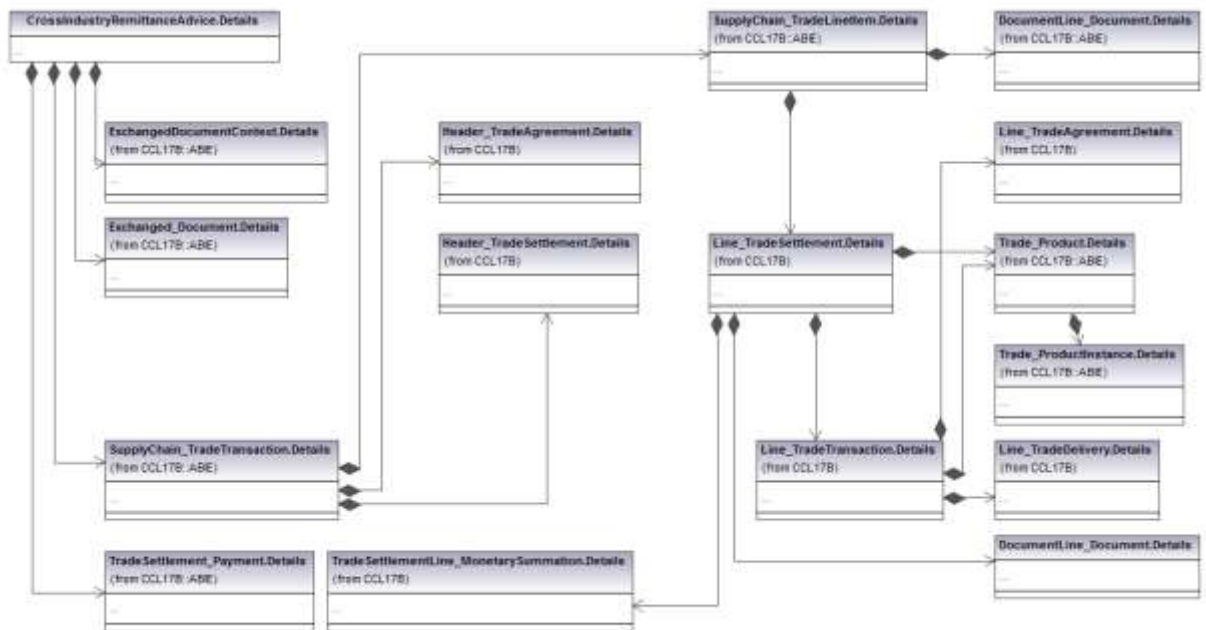 CrossIndustryRemittanceAdvice.Details
...
SupplyChain_TradeLineItem.Details
(from CCL17B::ABIE)
...
DocumentLine_Document.Details
(from CCL17B::ABIE)
...
ExchangedDocumentContext.Details
(from CCL17B::ABIE)
...
Header_TradeAgreement.Details
(from CCL17B)
...
Line_TradeAgreement.Details
(from CCL17B)
...
Exchanged_Document.Details
(from CCL17B::ABIE)
...
Header_TradeSettlement.Details
(from CCL17B)
...
Line_TradeSettlement.Details
(from CCL17B)
...
Trade_Product.Details
(from CCL17B::ABIE)
...
Trade_ProductInstance.Details
(from CCL17B::ABIE)
...
SupplyChain_TradeTransaction.Details
(from CCL17B::ABIE)
...
Line_TradeTransaction.Details
(from CCL17B)
...
Line_TradeDelivery.Details
(from CCL17B)
...
TradeSettlement_Payment.Details
(from CCL17B::ABIE)
...
TradeSettlementLine_MonetarySummation.Details
(from CCL17B)
...
DocumentLine_Document.Details
...